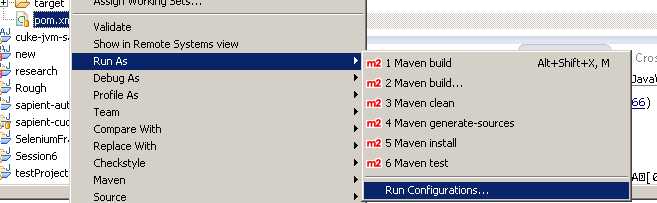 target
Assign Working Sets...
pom.xm
Validate
cuke-jvm-sa
Show in Remote Systems view
new
Run As
m2 1 Maven build Alt+Shift+X, M
Cros
research
Debug As
m2 2 Maven build...
JavaV
Rough
Profile As
m2 3 Maven clean
66)
sapient-aut
Team
m2 4 Maven generate-sources
sapient-cuc
Compare With
m2 5 Maven install
SeleniumFra
Replace With
m2 6 Maven test
Session6
Checkstyle
testProject
Maven
Run Configurations...
Source